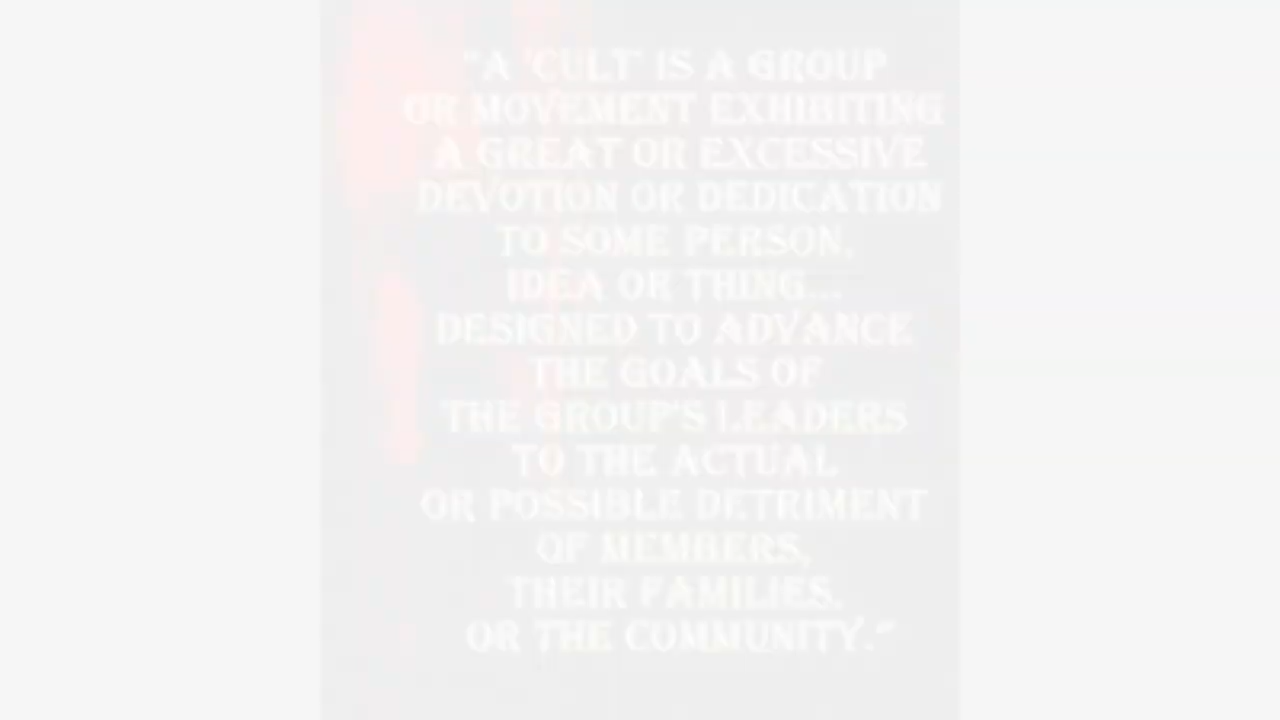 "A 'CULT' IS A GROUP
OR MOVEMENT EXHIBITING
A GREAT OR EXCESSIVE
DEVOTION OR DEDICATION
TO SOME PERSON,
IDEA OR THING...
DESIGNED TO ADVANCE
THE GOALS OF
THE GROUP'S LEADERS
TO THE ACTUAL
OR POSSIBLE DETRIMENT
OF MEMBERS,
THEIR FAMILIES,
OR THE COMMUNITY."